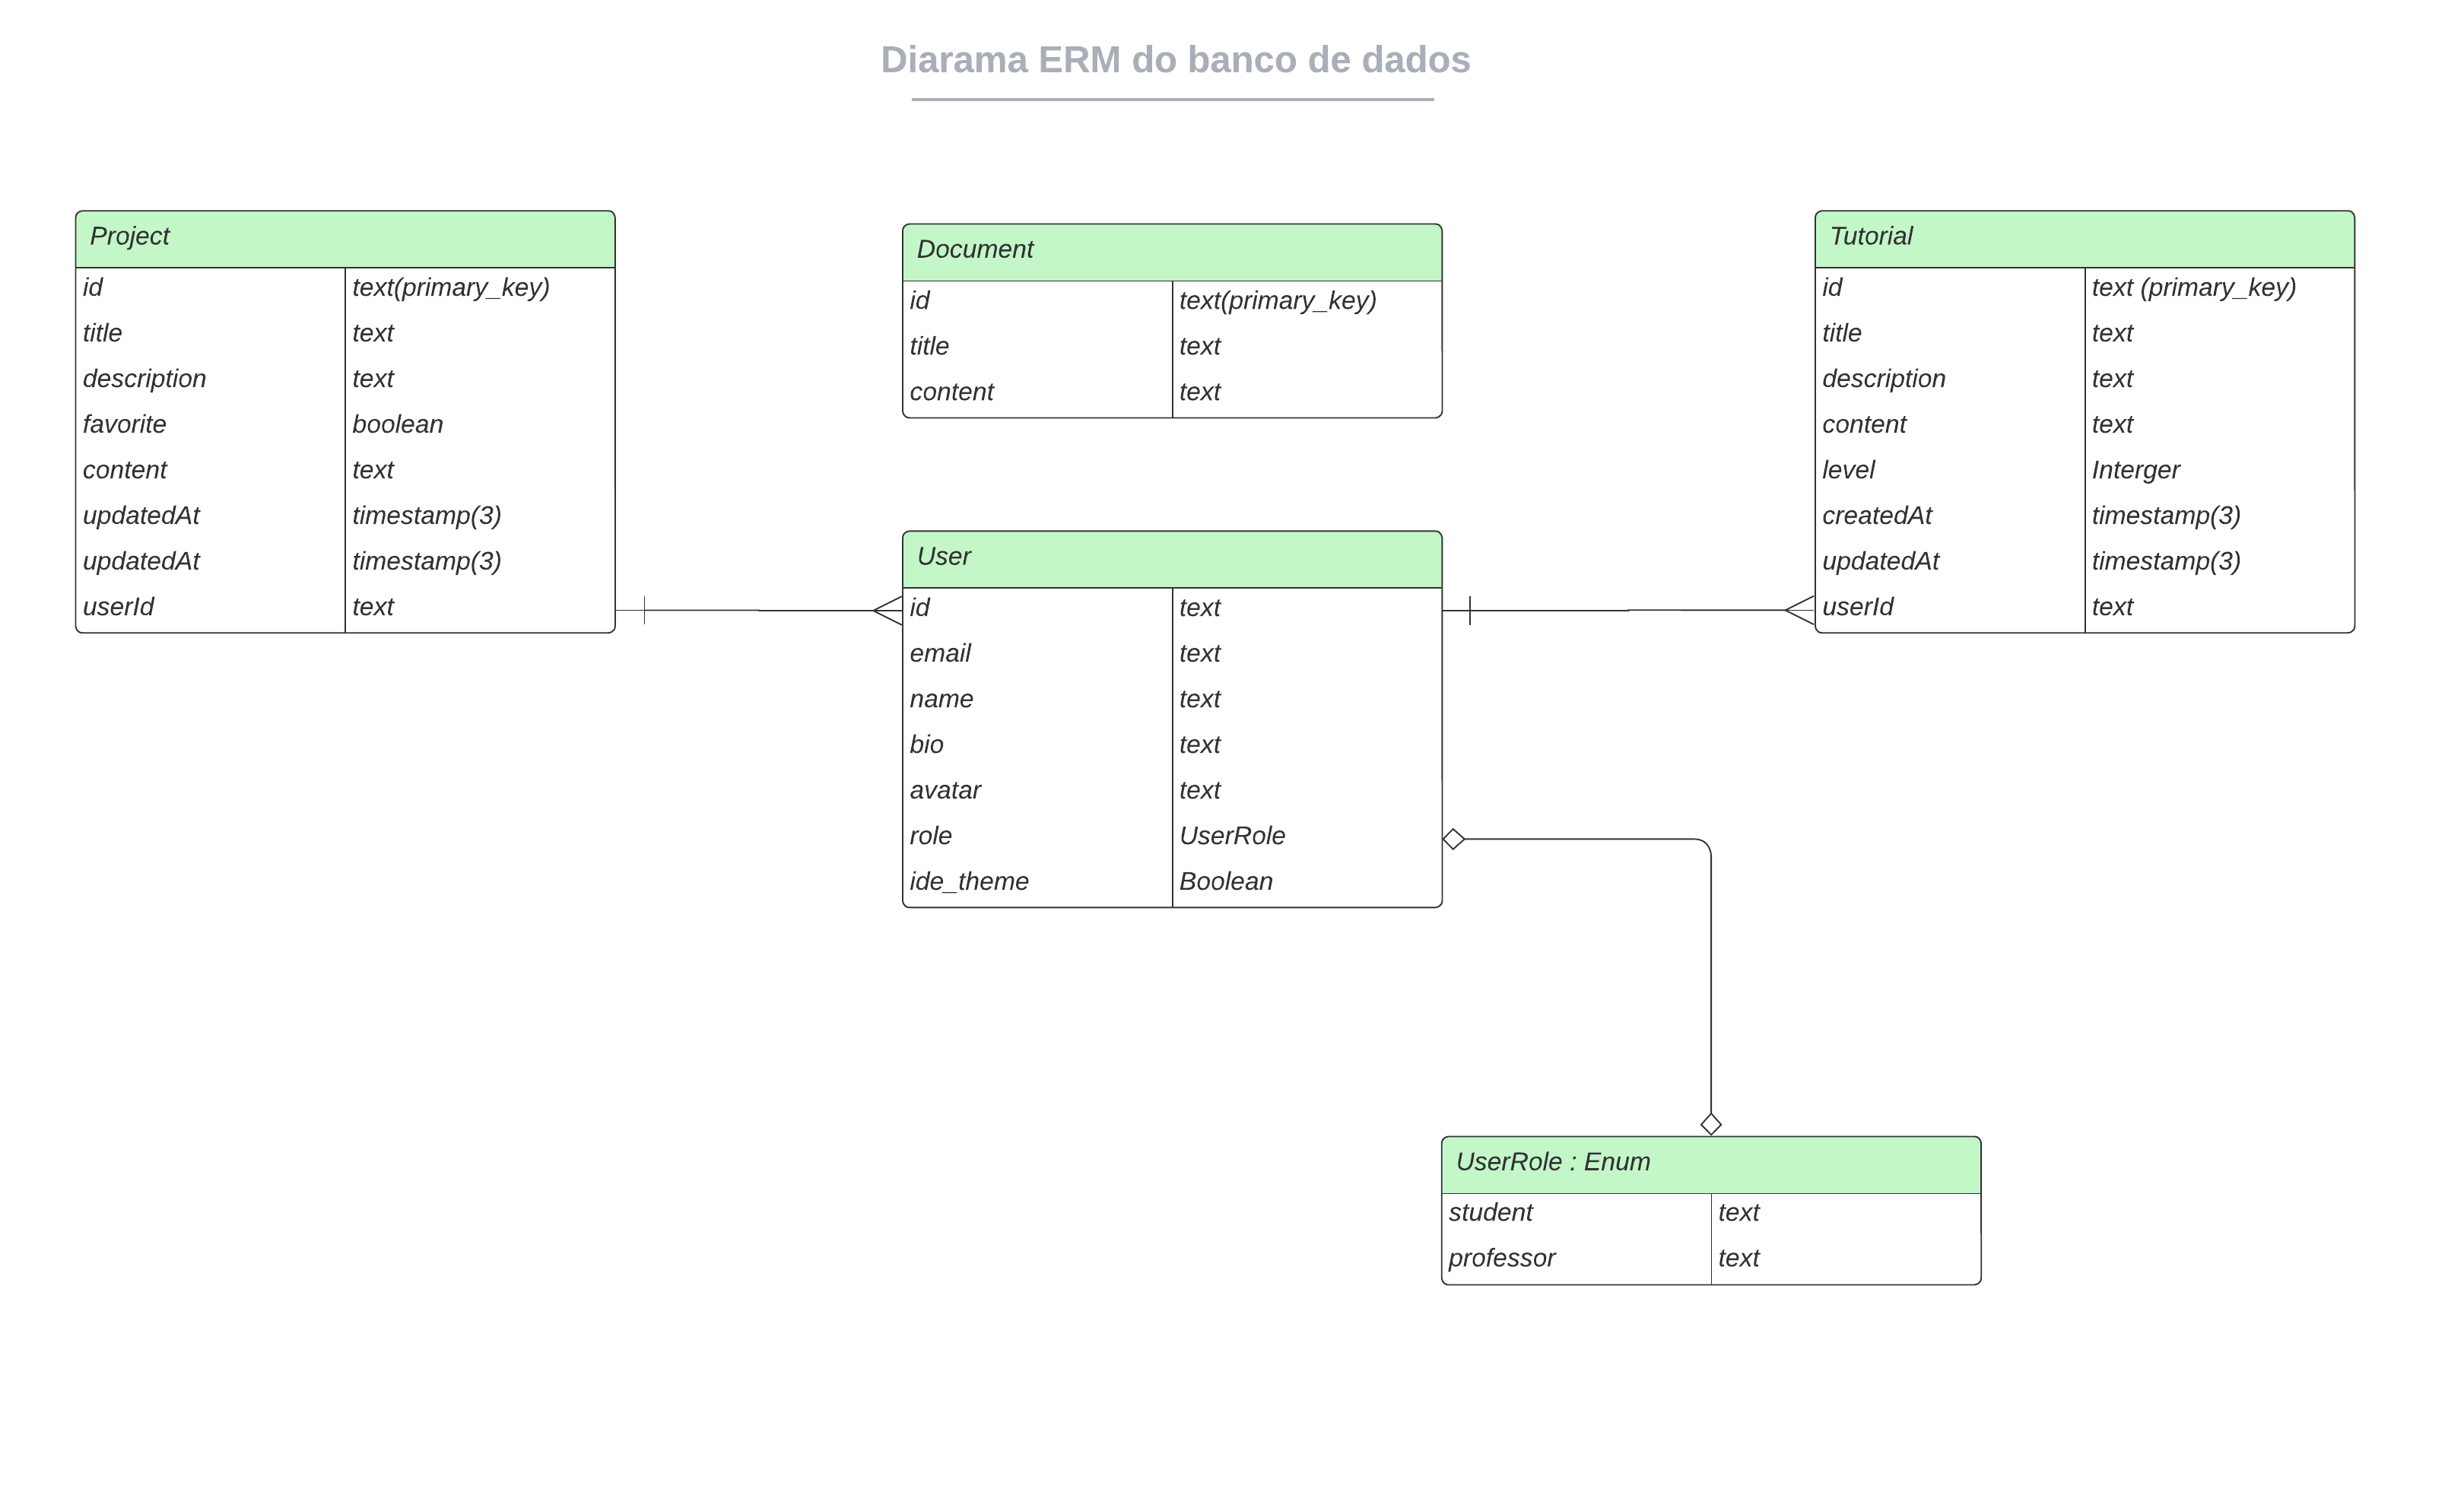 Diarama ERM do banco de dados
Project
id text(primary_key)
title text
description text
favorite boolean
content text
updatedAt timestamp(3)
updatedAt timestamp(3)
userId text
Document
id text(primary_key)
title text
content text
Tutorial
id text (primary_key)
title text
description text
content text
level Interger
createdAt timestamp(3)
updatedAt timestamp(3)
userId text
User
id text
email text
name text
bio text
avatar text
role UserRole
ide_theme Boolean
UserRole : Enum
student text
professor text